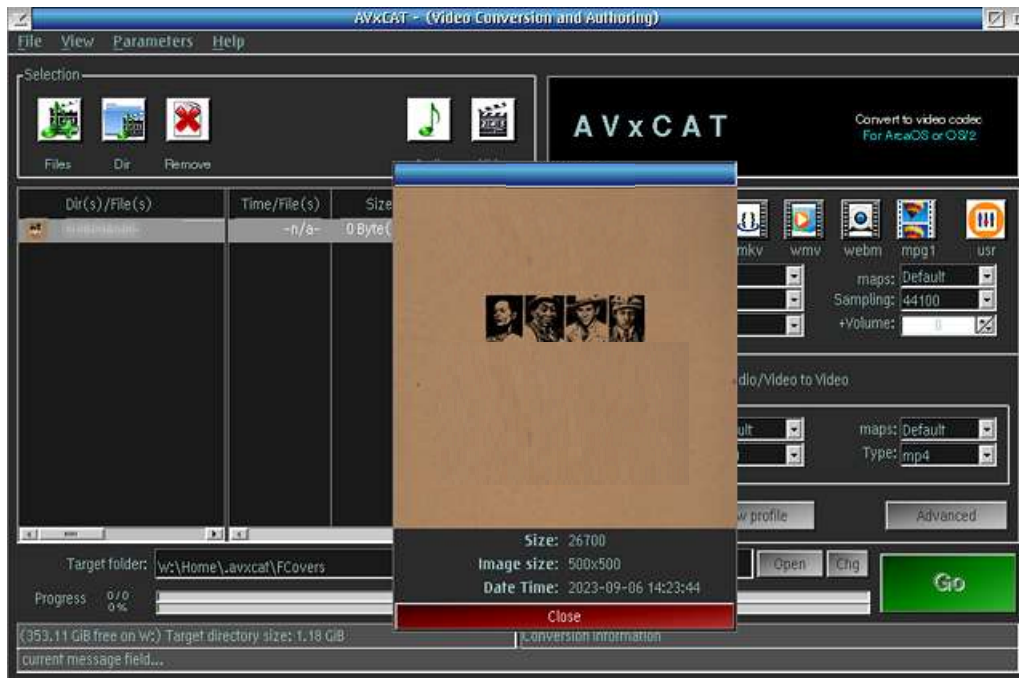 AVxCAT - (Video Conversion and Authoring)
File View Parameters Help
Selection
Files Dir Remove
AVxCAT
Convert to video codec
For ArcaOS or OS/2
Dir(s)/File(s) Time/File(s) Size
-n/a- 0 Byte(
mkv wmv webm mpg1 usr
maps: Default
Sampling: 44100
+Volume: 0
dio/Video to Video
ult maps: Default
Type: mp4
w profile Advanced
Size: 26700
Image size: 500x500
Date Time: 2023-09-06 14:23:44
Close
Target folder: W:\Home\.avxcat\FCovers Open Chg
Go
Progress 0/0
0 %
(353.11 GiB free on W:) Target directory size: 1.18 GiB Conversion information
current message field...